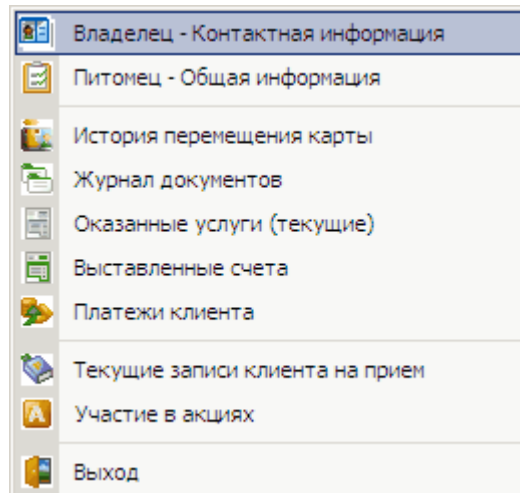 Владелец - Контактная информация
Питомец - Общая информация
История перемещения карты
Журнал документов
Оказанные услуги (текущие)
Выставленные счета
Платежи клиента
Текущие записи клиента на прием
Участие в акциях
Выход